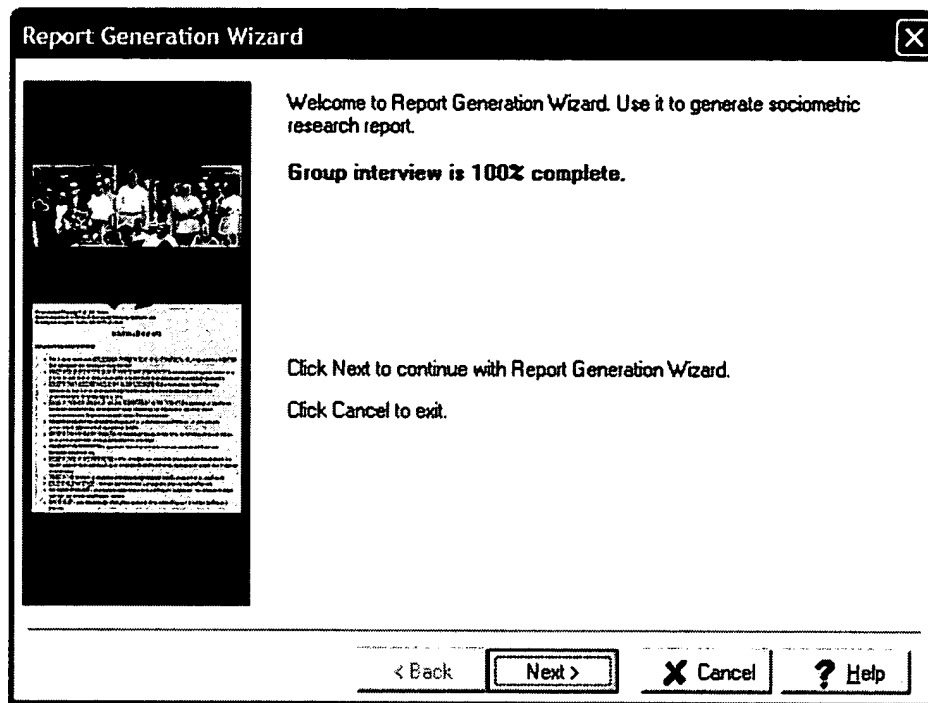 Report Generation Wizard
Welcome to Report Generation Wizard. Use it to generate sociometric
research report.
Group interview is 100% complete.
Click Next to continue with Report Generation Wizard.
Click Cancel to exit.
< Back
Next >
Cancel
? Help